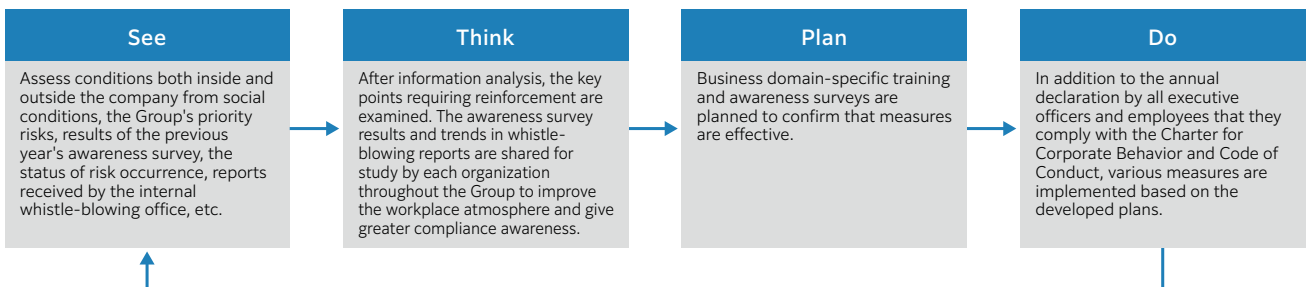 See
Assess conditions both inside and
outside the company from social
conditions, the Group's priority
risks, results of the previous
year's awareness survey, the
status of risk occurrence, reports
received by the internal
whistle-blowing office, etc.
Think
After information analysis, the key
points requiring reinforcement are
examined. The awareness survey
results and trends in whistle-
blowing reports are shared for
study by each organization
throughout the Group to improve
the workplace atmosphere and give
greater compliance awareness.
Plan
Business domain-specific training
and awareness surveys are
planned to confirm that measures
are effective.
Do
In addition to the annual
declaration by all executive
officers and employees that they
comply with the Charter for
Corporate Behavior and Code of
Conduct, various measures are
implemented based on the
developed plans.